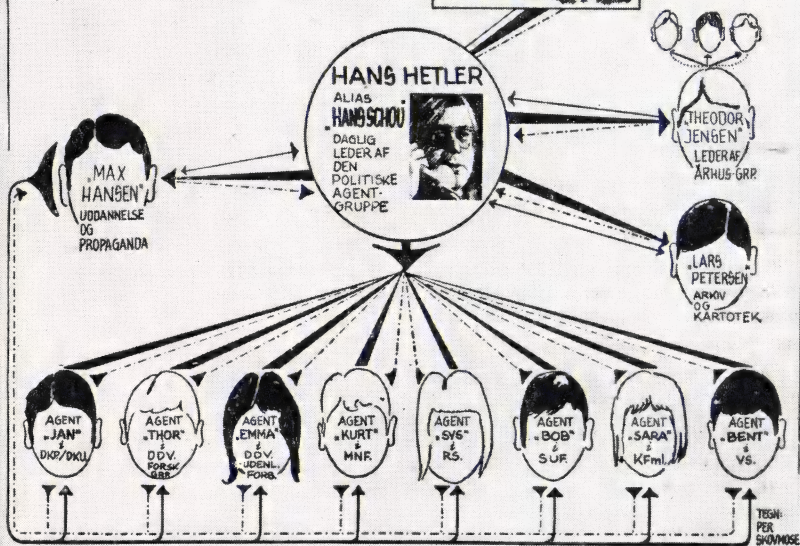 HANS HETLER
ALIAS
„HANS SCHOU"
DAGLIG
LEDER AF
DEN
POLITISKE
AGENT-
GRUPPE
„MAX
HANSEN"
UDDANNELSE
OG
PROPAGANDA
„THEODOR
JENSEN"
LEDER AF
ÅRHUS-GRP.
„LARS
PETERSEN"
ARKIV
OG
KARTOTEK
AGENT
„JAN"
i
DKP/DKU
AGENT
„THOR"
i
DDV.
FORSK.
GRP.
AGENT
„EMMA"
i
DDV.
UDENL.
FORB.
AGENT
„KURT"
i
MNF.
AGENT
„SYS"
i
RS.
AGENT
„BOB"
i
SUF.
AGENT
„SARA"
i
KFml.
AGENT
„BENT"
i
VS.
TEGN:
PER
SKOVMOSE